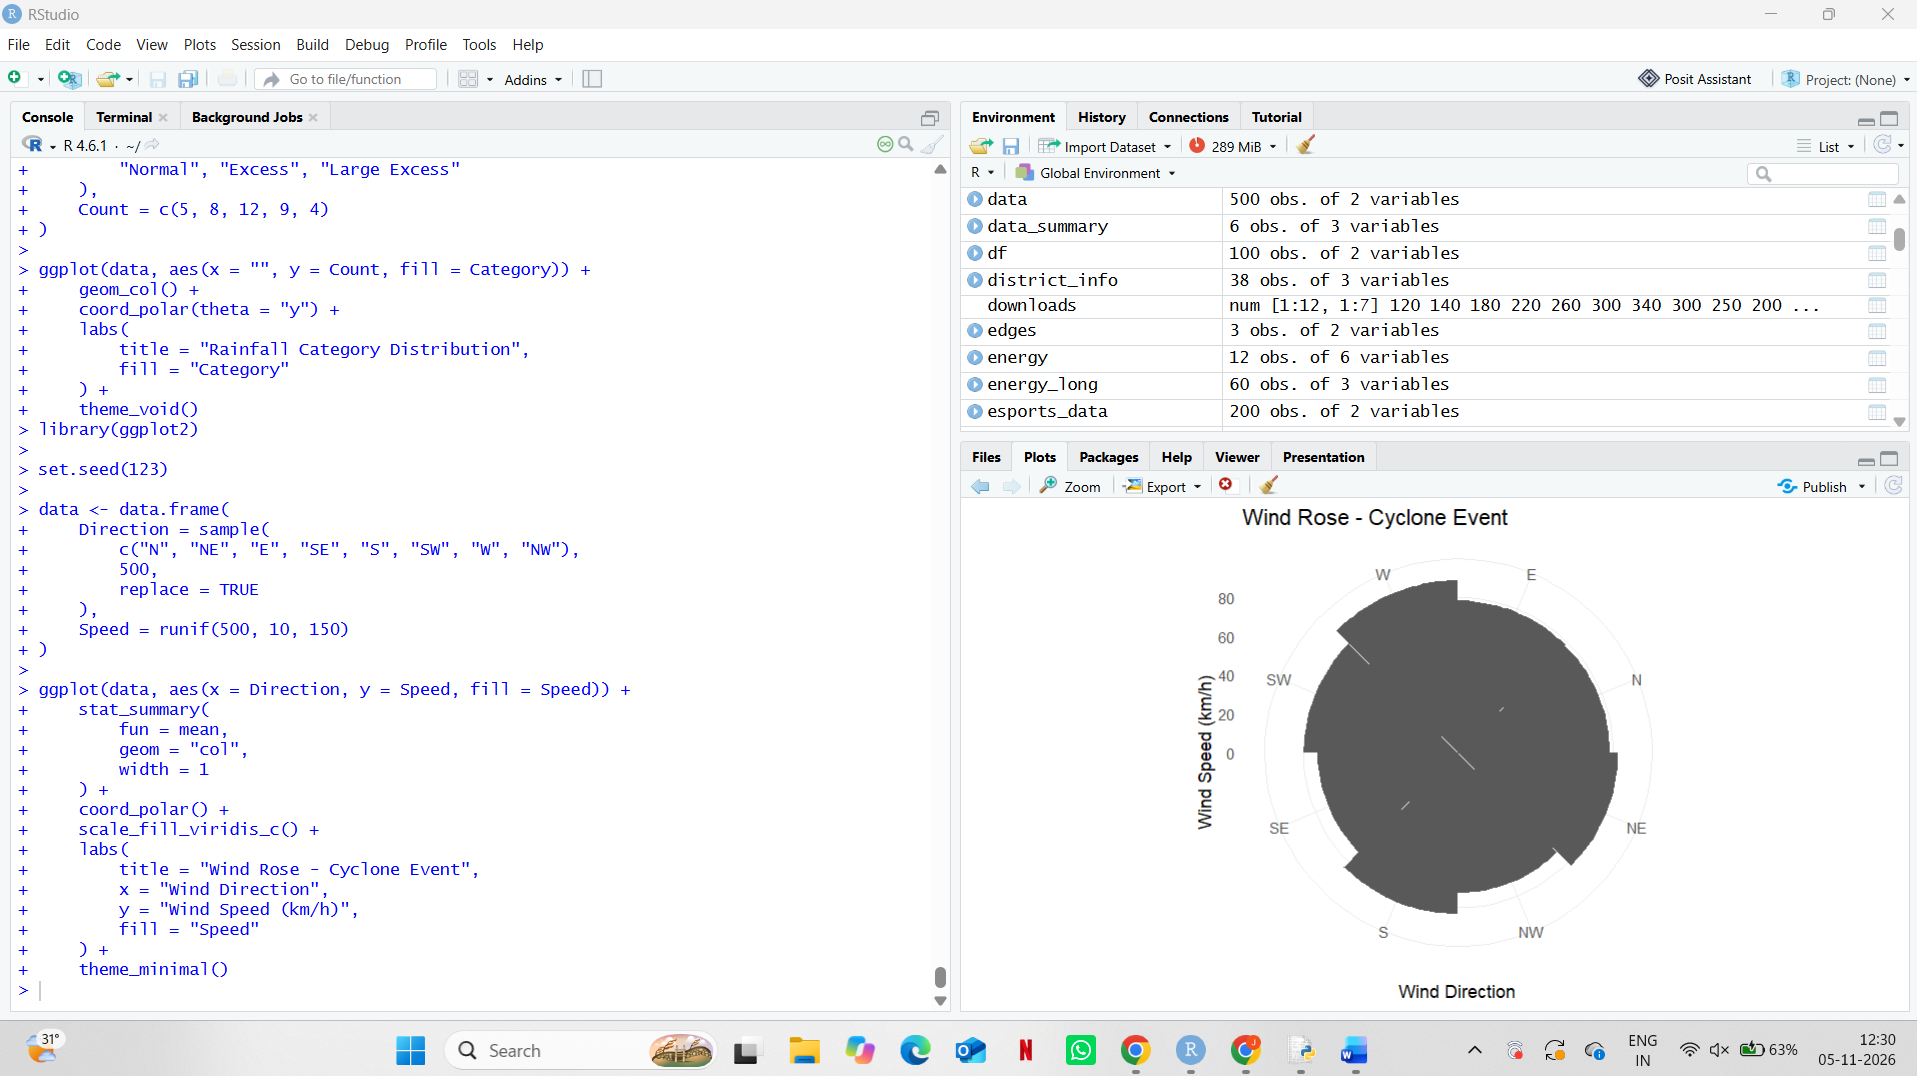 RStudio
File Edit Code View Plots Session Build Debug Profile Tools Help
Go to file/function Addins Posit Assistant Project: (None)
Console Terminal Background Jobs
R 4.6.1 · ~/
+ "Normal", "Excess", "Large Excess"
+ ),
+ Count = c(5, 8, 12, 9, 4)
+ )
>
> ggplot(data, aes(x = "", y = Count, fill = Category)) +
+ geom_col() +
+ coord_polar(theta = "y") +
+ labs(
+ title = "Rainfall Category Distribution",
+ fill = "Category"
+ ) +
+ theme_void()
> library(ggplot2)
>
> set.seed(123)
>
> data <- data.frame(
+ Direction = sample(
+ c("N", "NE", "E", "SE", "S", "SW", "W", "NW"),
+ 500,
+ replace = TRUE
+ ),
+ Speed = runif(500, 10, 150)
+ )
>
> ggplot(data, aes(x = Direction, y = Speed, fill = Speed)) +
+ stat_summary(
+ fun = mean,
+ geom = "col",
+ width = 1
+ ) +
+ coord_polar() +
+ scale_fill_viridis_c() +
+ labs(
+ title = "Wind Rose - Cyclone Event",
+ x = "Wind Direction",
+ y = "Wind Speed (km/h)",
+ fill = "Speed"
+ ) +
+ theme_minimal()
>
Environment History Connections Tutorial
Import Dataset 289 MiB List
R Global Environment
data 500 obs. of 2 variables
data_summary 6 obs. of 3 variables
df 100 obs. of 2 variables
district_info 38 obs. of 3 variables
downloads num [1:12, 1:7] 120 140 180 220 260 300 340 300 250 200 ...
edges 3 obs. of 2 variables
energy 12 obs. of 6 variables
energy_long 60 obs. of 3 variables
esports_data 200 obs. of 2 variables
Files Plots Packages Help Viewer Presentation
Zoom Export Publish
Wind Rose - Cyclone Event
W E
80
60
SW 40 N
20
0
Wind Speed (km/h)
SE NE
S NW
Wind Direction
31° Search ENG IN 63% 12:30
05-11-2026